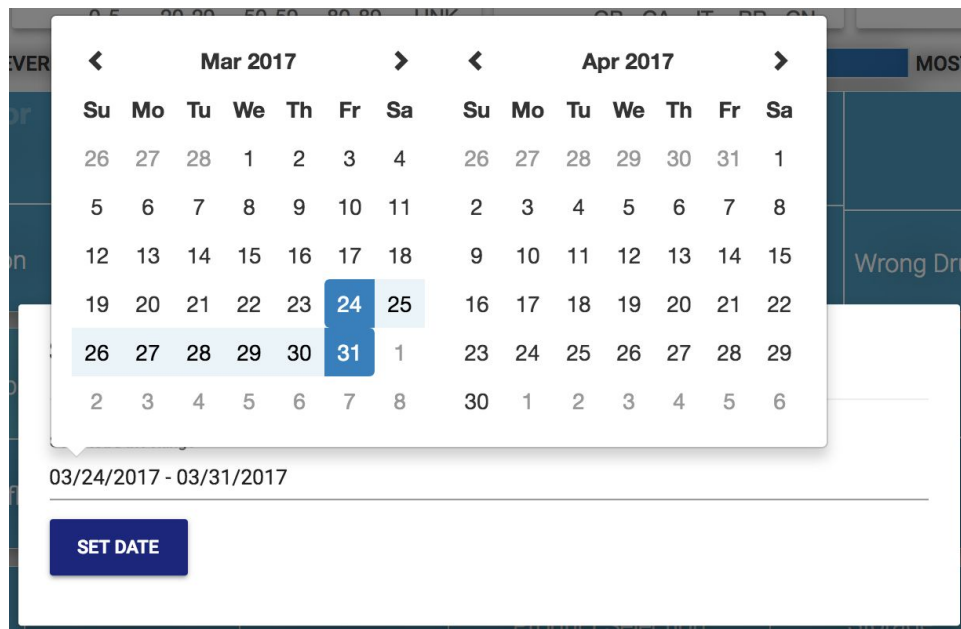 Mar 2017
Su Mo Tu We Th Fr Sa
26 27 28 1 2 3 4
5 6 7 8 9 10 11
12 13 14 15 16 17 18
19 20 21 22 23 24 25
26 27 28 29 30 31 1
2 3 4 5 6 7 8
Apr 2017
Su Mo Tu We Th Fr Sa
26 27 28 29 30 31 1
2 3 4 5 6 7 8
9 10 11 12 13 14 15
16 17 18 19 20 21 22
23 24 25 26 27 28 29
30 1 2 3 4 5 6
MOS
Wrong Dr
03/24/2017 - 03/31/2017
SET DATE